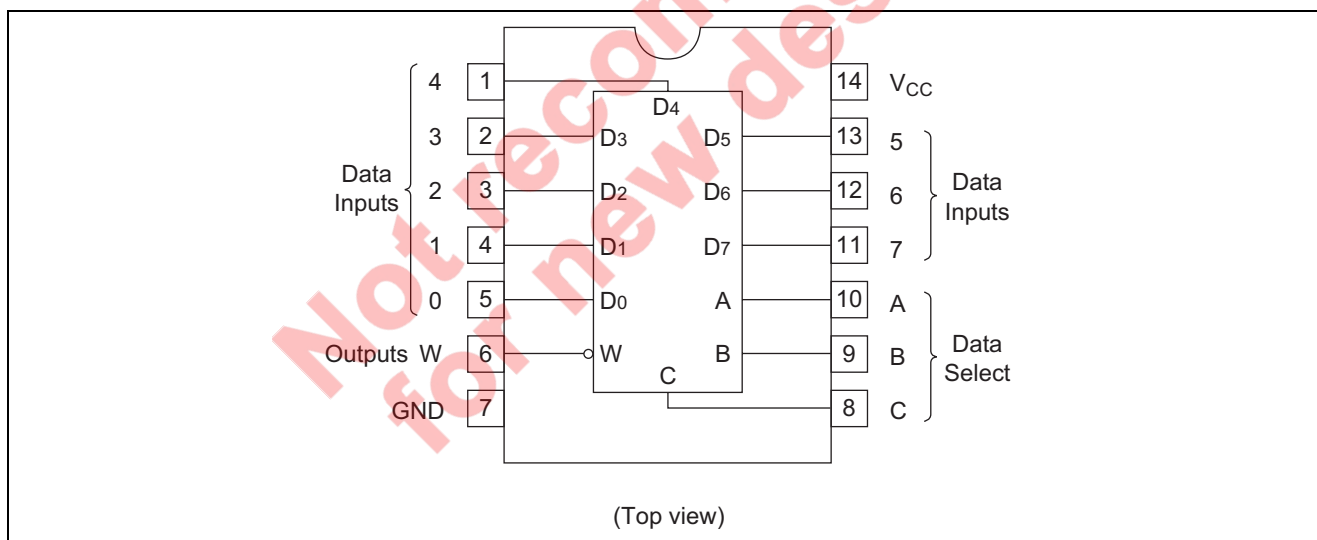 Not recom
for new des
4 1 D4 14 VCC
3 2 D3 D5 13 5
Data Inputs
2 3 D2 D6 12 6
Data Inputs
1 4 D1 D7 11 7
0 5 D0 A 10 A
Outputs W 6 W B 9 B
Data Select
GND 7 C 8 C
(Top view)